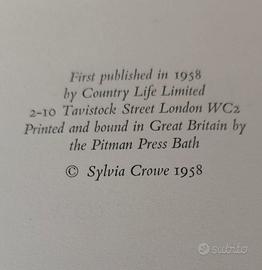 First published in 1958
by Country Life Limited
2-10 Tavistock Street London WC2
Printed and bound in Great Britain by
the Pitman Press Bath
© Sylvia Crowe 1958
subito